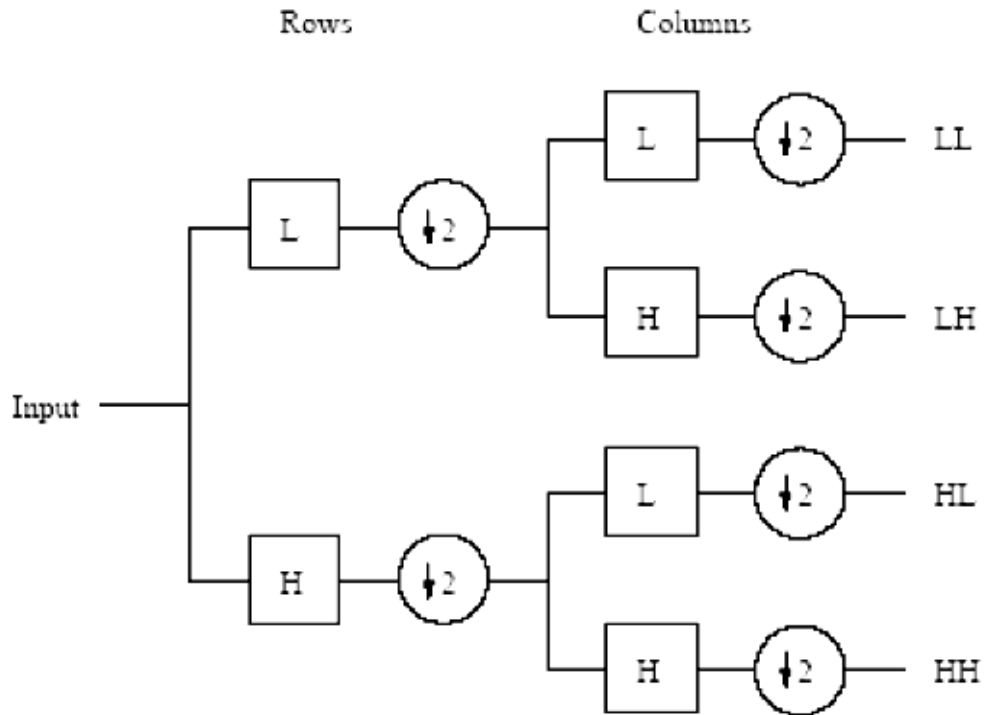 Rows Columns
L ↓2 LL
L ↓2
H ↓2 LH
Input
L ↓2 HL
H ↓2
H ↓2 HH